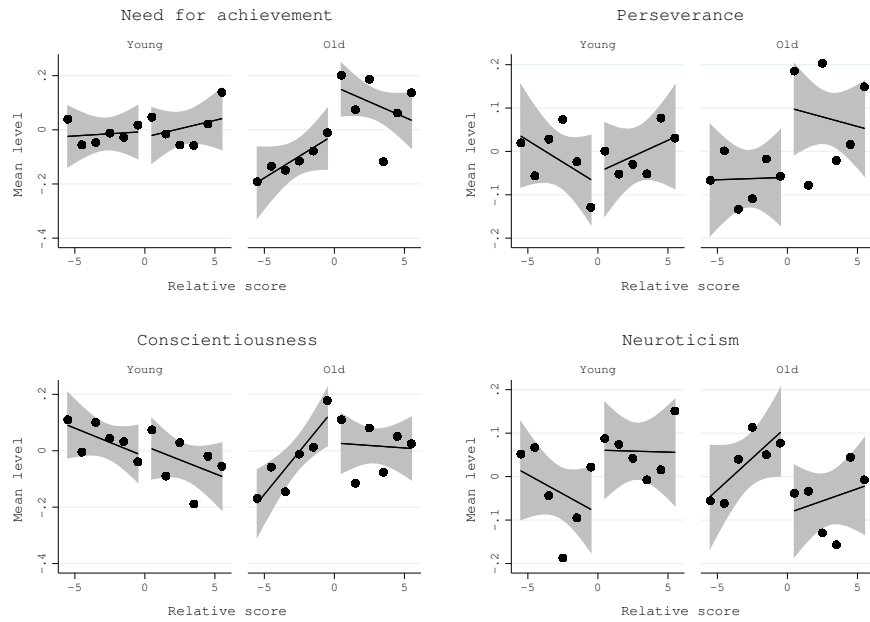 Need for achievement
Young Old
Mean level
.2
0
-.2
-.4
-5 0 5 -5 0 5
Relative score
Perseverance
Young Old
Mean level
.2
.1
0
-.1
-.2
-5 0 5 -5 0 5
Relative score
Conscientiousness
Young Old
Mean level
.2
0
-.2
-.4
-5 0 5 -5 0 5
Relative score
Neuroticism
Young Old
Mean level
.2
.1
0
-.1
-.2
-5 0 5 -5 0 5
Relative score